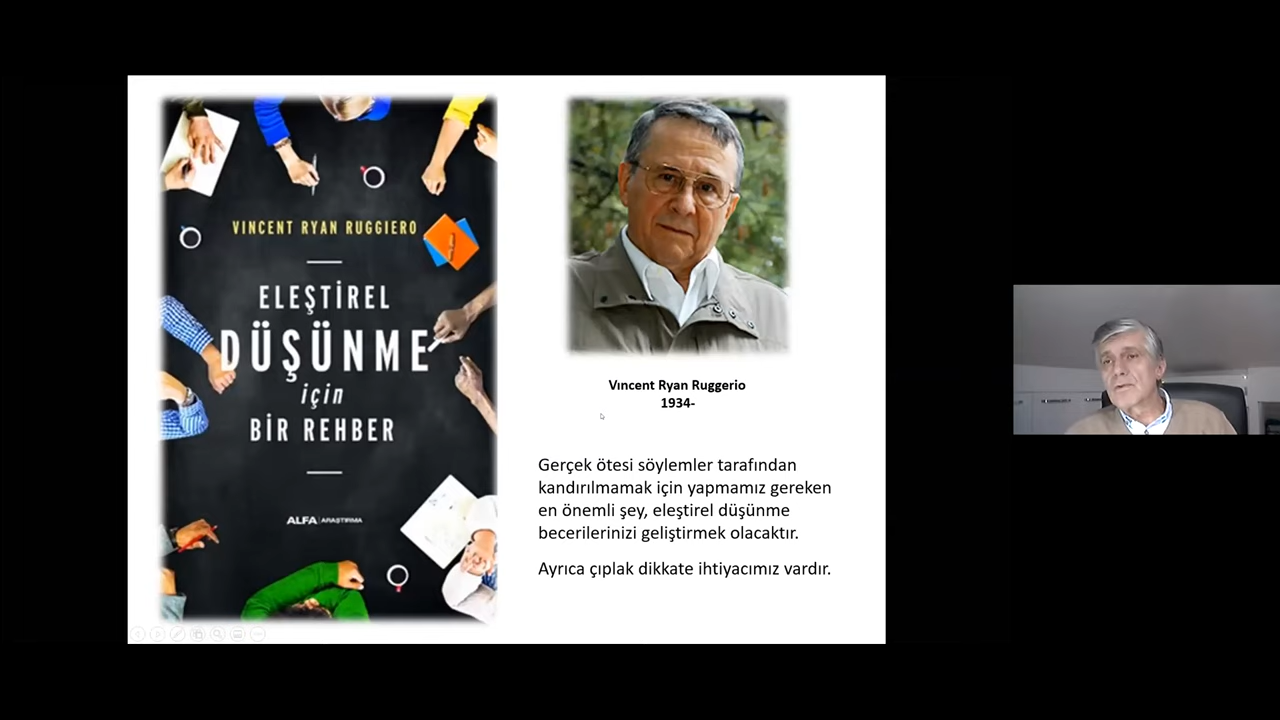 VINCENT RYAN RUGGIERO
ELEŞTİREL
DÜŞÜNME
için
BİR REHBER
ALFA | ARAŞTIRMA
Vıncent Ryan Ruggerio
1934-
Gerçek ötesi söylemler tarafından
kandırılmamak için yapmamız gereken
en önemli şey, eleştirel düşünme
becerilerinizi geliştirmek olacaktır.
Ayrıca çıplak dikkate ihtiyacımız vardır.